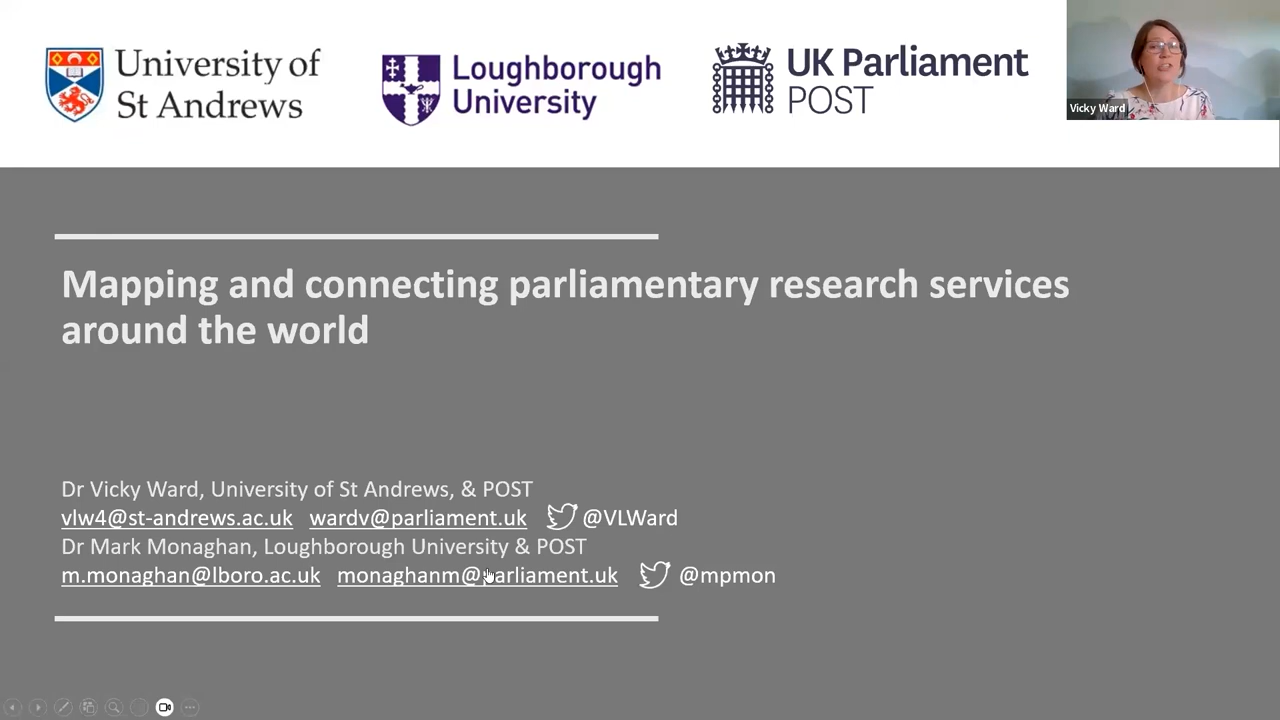 University of
St Andrews
Loughborough
University
UK Parliament
POST
Vicky Ward
Mapping and connecting parliamentary research services
around the world
Dr Vicky Ward, University of St Andrews, & POST
vlw4@st-andrews.ac.uk wardv@parliament.uk @VLWard
Dr Mark Monaghan, Loughborough University & POST
m.monaghan@lboro.ac.uk monaghanm@parliament.uk @mpmon